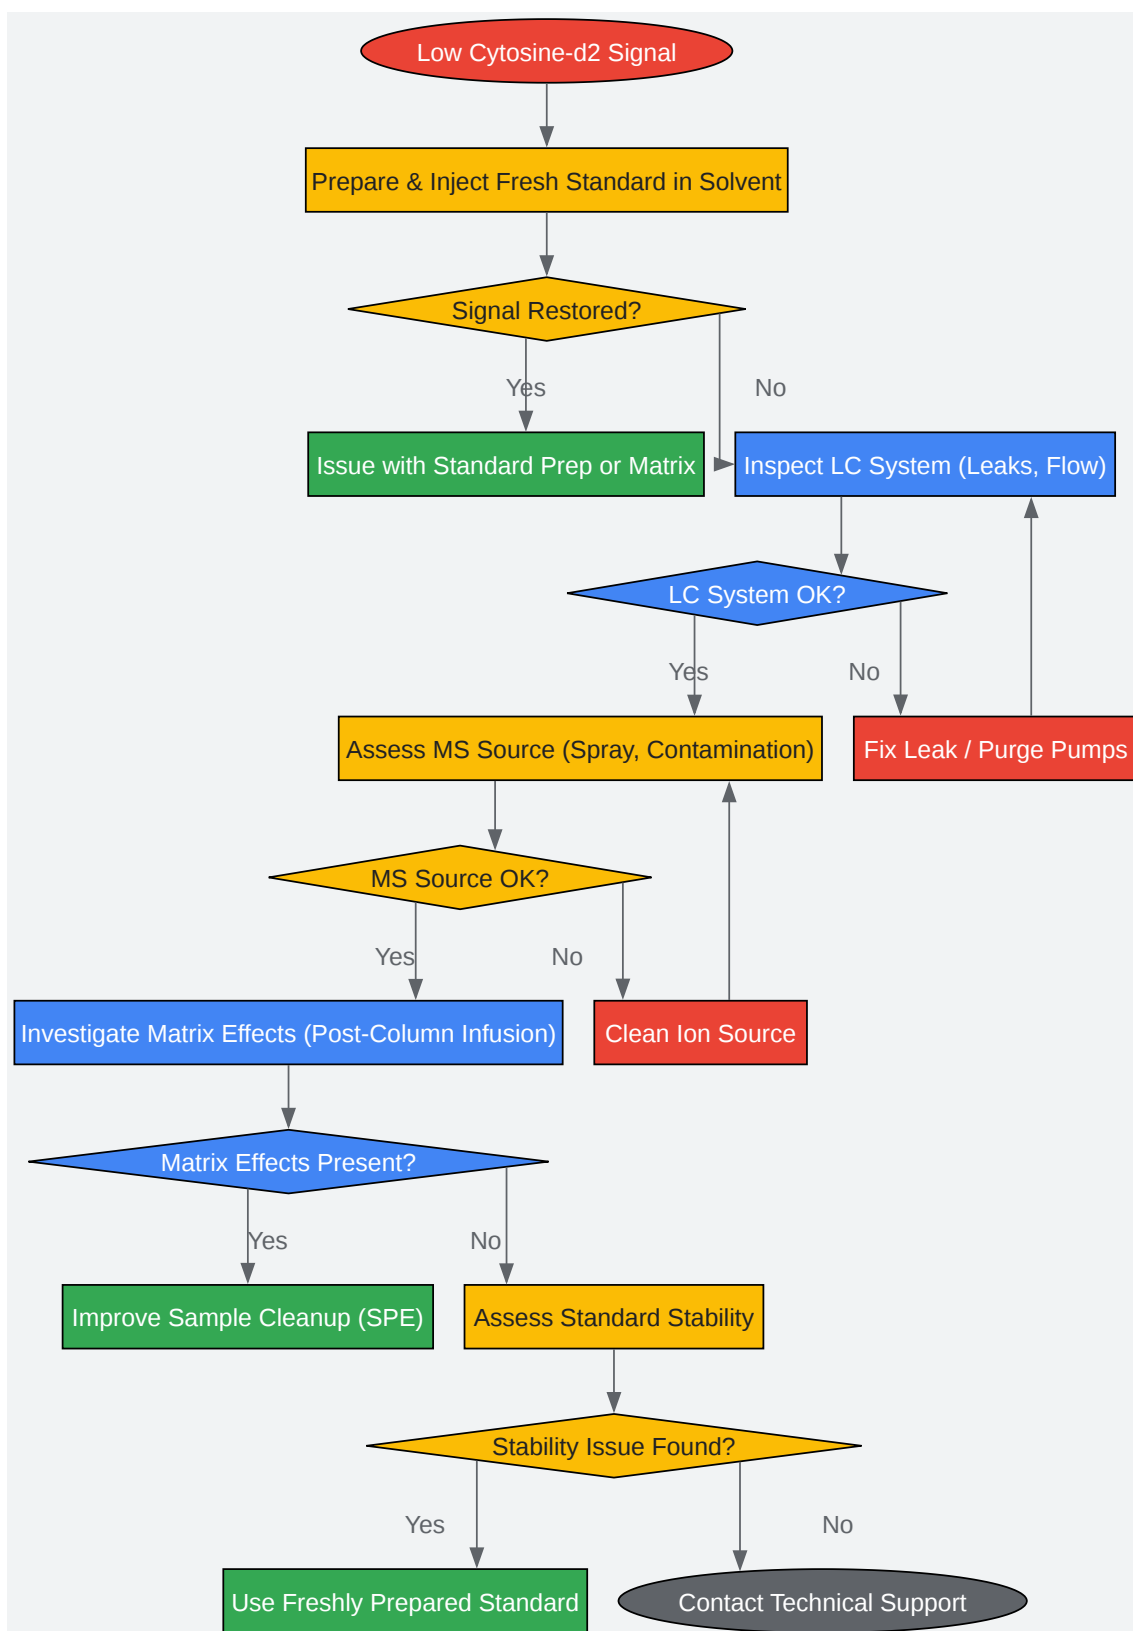 Low Cytosine-d2 Signal
Prepare & Inject Fresh Standard in Solvent
Signal Restored?
Yes
No
Issue with Standard Prep or Matrix
Inspect LC System (Leaks, Flow)
LC System OK?
Yes
No
Assess MS Source (Spray, Contamination)
Fix Leak / Purge Pumps
MS Source OK?
Yes
No
Investigate Matrix Effects (Post-Column Infusion)
Clean Ion Source
Matrix Effects Present?
Yes
No
Improve Sample Cleanup (SPE)
Assess Standard Stability
Stability Issue Found?
Yes
No
Use Freshly Prepared Standard
Contact Technical Support